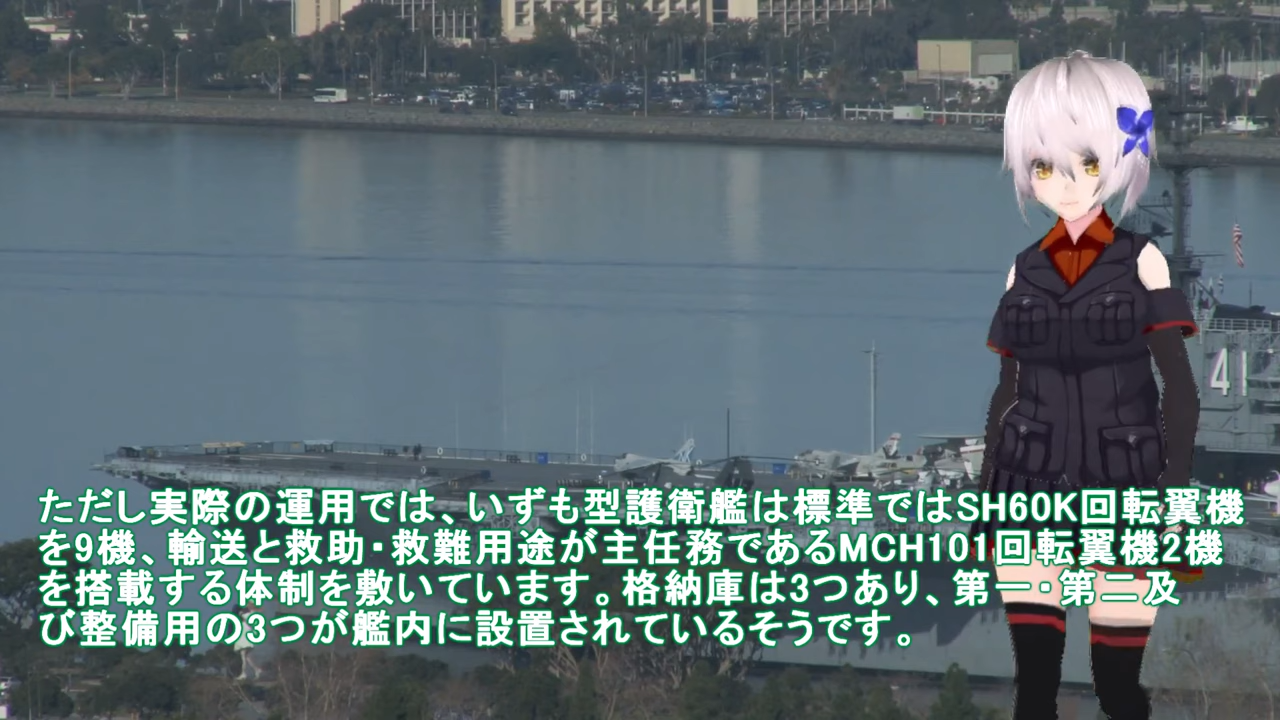 41
ただし実際の運用では、いずも型護衛艦は標準ではSH60K回転翼機
を9機、輸送と救助・救難用途が主任務であるMCH101回転翼機2機
を搭載する体制を敷いています。格納庫は3つあり、第一・第二及
び整備用の3つが艦内に設置されているそうです。